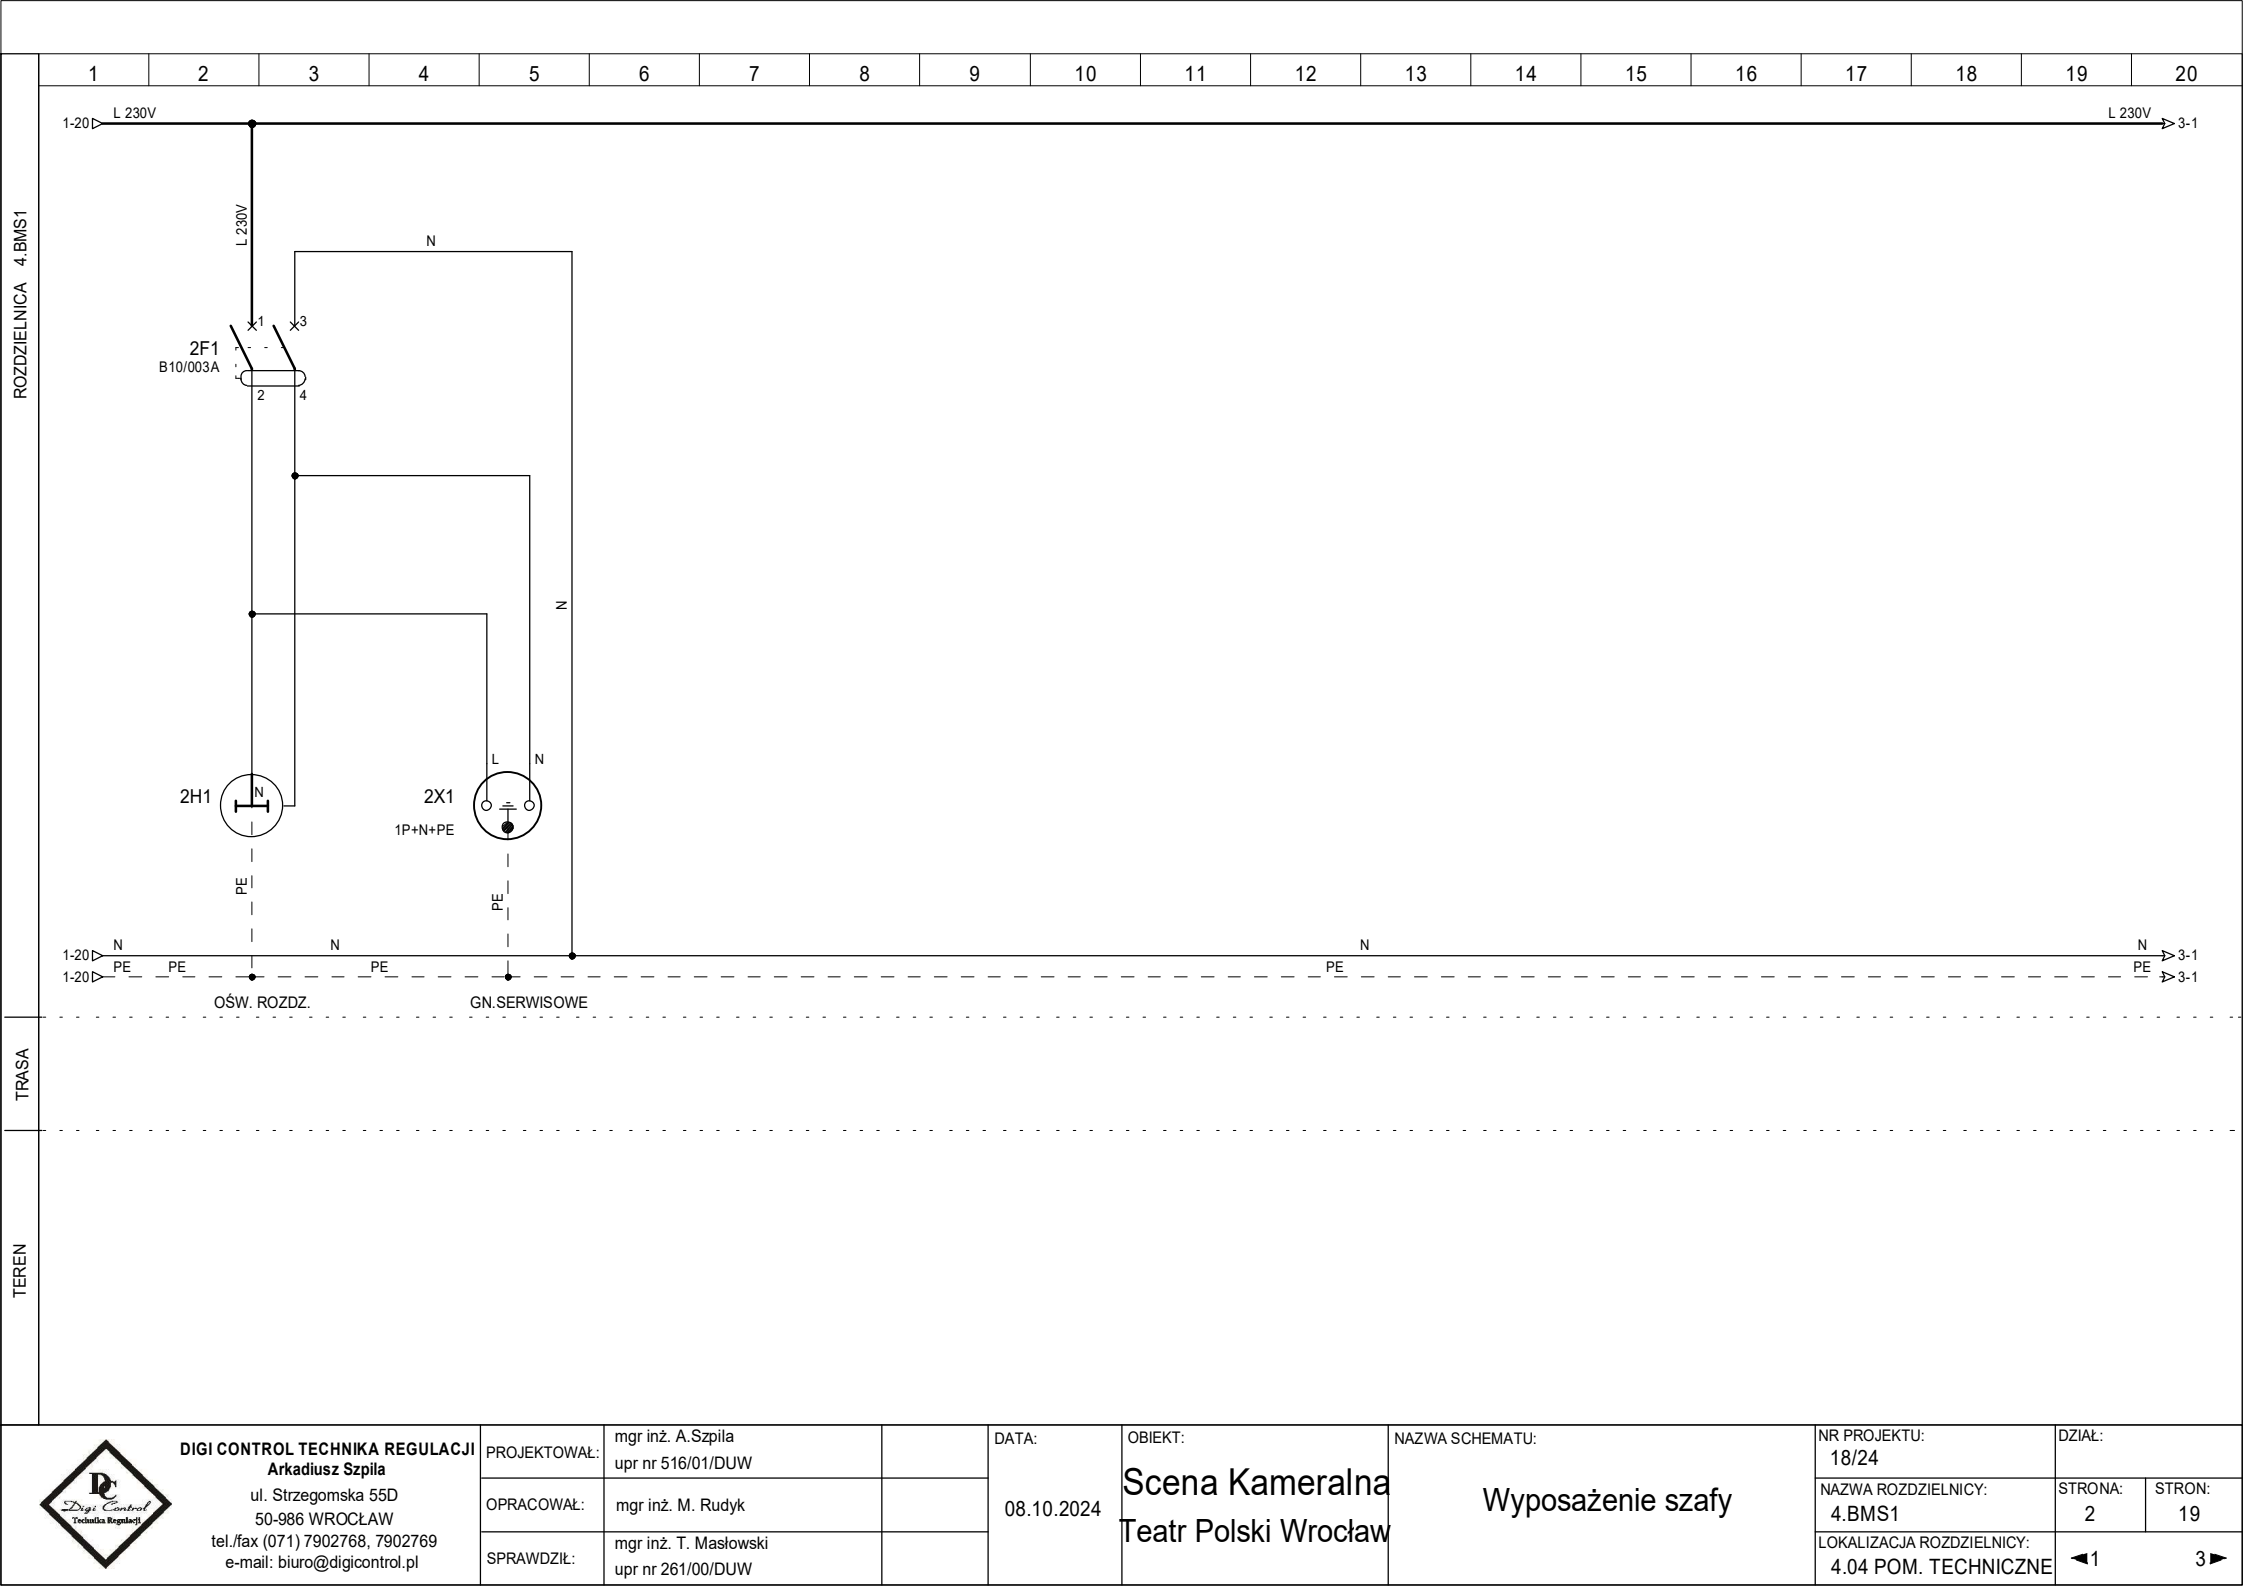 1 2 3 4 5 6 7 8 9 10 11 12 13 14 15 16 17 18 19 20
ROZDZIELNICA 4.BMS1
1-20 L 230V
L 230V 3-1
L 230V
N
1 3
2F1
B10/003A
2 4
N
L N
2H1
N
2X1
1P+N+PE
PE
PE
1-20 N N N N 3-1
1-20 PE PE PE PE PE 3-1
OŚW. ROZDZ.
GN.SERWISOWE
TRASA
TEREN
DC
Digi Control
Technika Regulacji
DIGI CONTROL TECHNIKA REGULACJI
Arkadiusz Szpila
ul. Strzegomska 55D
50-986 WROCŁAW
tel./fax (071) 7902768, 7902769
e-mail: biuro@digicontrol.pl
PROJEKTOWAŁ:
mgr inż. A.Szpila
upr nr 516/01/DUW
OPRACOWAŁ:
mgr inż. M. Rudyk
SPRAWDZIŁ:
mgr inż. T. Masłowski
upr nr 261/00/DUW
DATA:
08.10.2024
OBIEKT:
Scena Kameralna
Teatr Polski Wrocław
NAZWA SCHEMATU:
Wyposażenie szafy
NR PROJEKTU:
18/24
DZIAŁ:
NAZWA ROZDZIELNICY:
4.BMS1
STRONA:
2
STRON:
19
LOKALIZACJA ROZDZIELNICY:
4.04 POM. TECHNICZNE
1
3